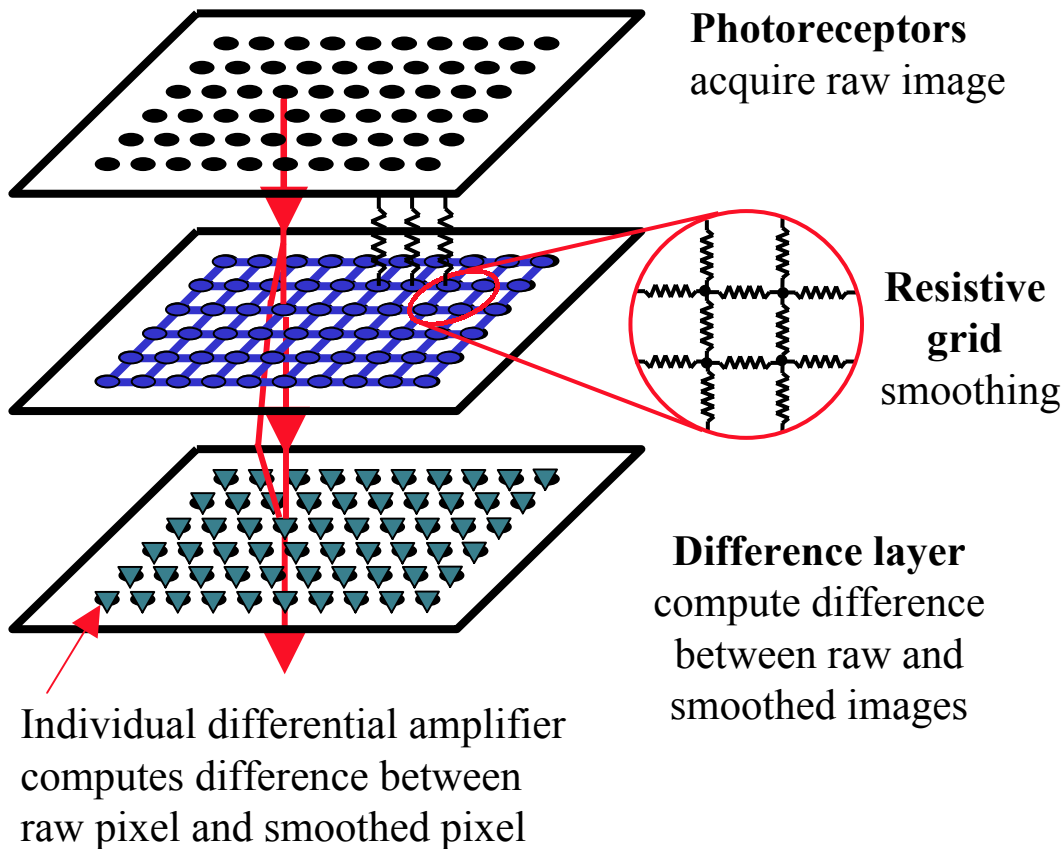 Photoreceptors
acquire raw image
Resistive
grid
smoothing
Difference layer
compute difference
between raw and
smoothed images
Individual differential amplifier
computes difference between
raw pixel and smoothed pixel